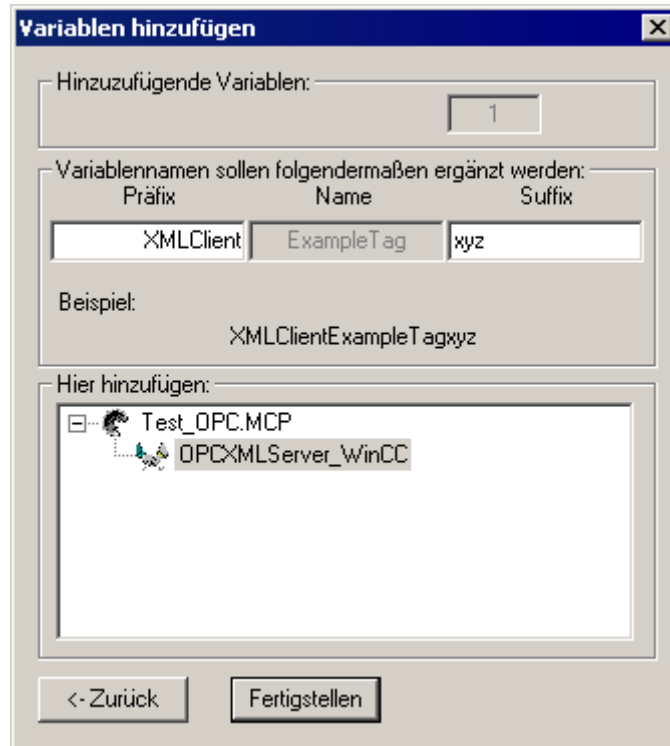 Variablen hinzufügen
Hinzuzufügende Variablen:
1
Variablennamen sollen folgendermaßen ergänzt werden:
Präfix Name Suffix
XMLClient ExampleTag xyz
Beispiel:
XMLClientExampleTagxyz
Hier hinzufügen:
Test_OPC.MCP
OPCXMLServer_WinCC
<- Zurück Fertigstellen